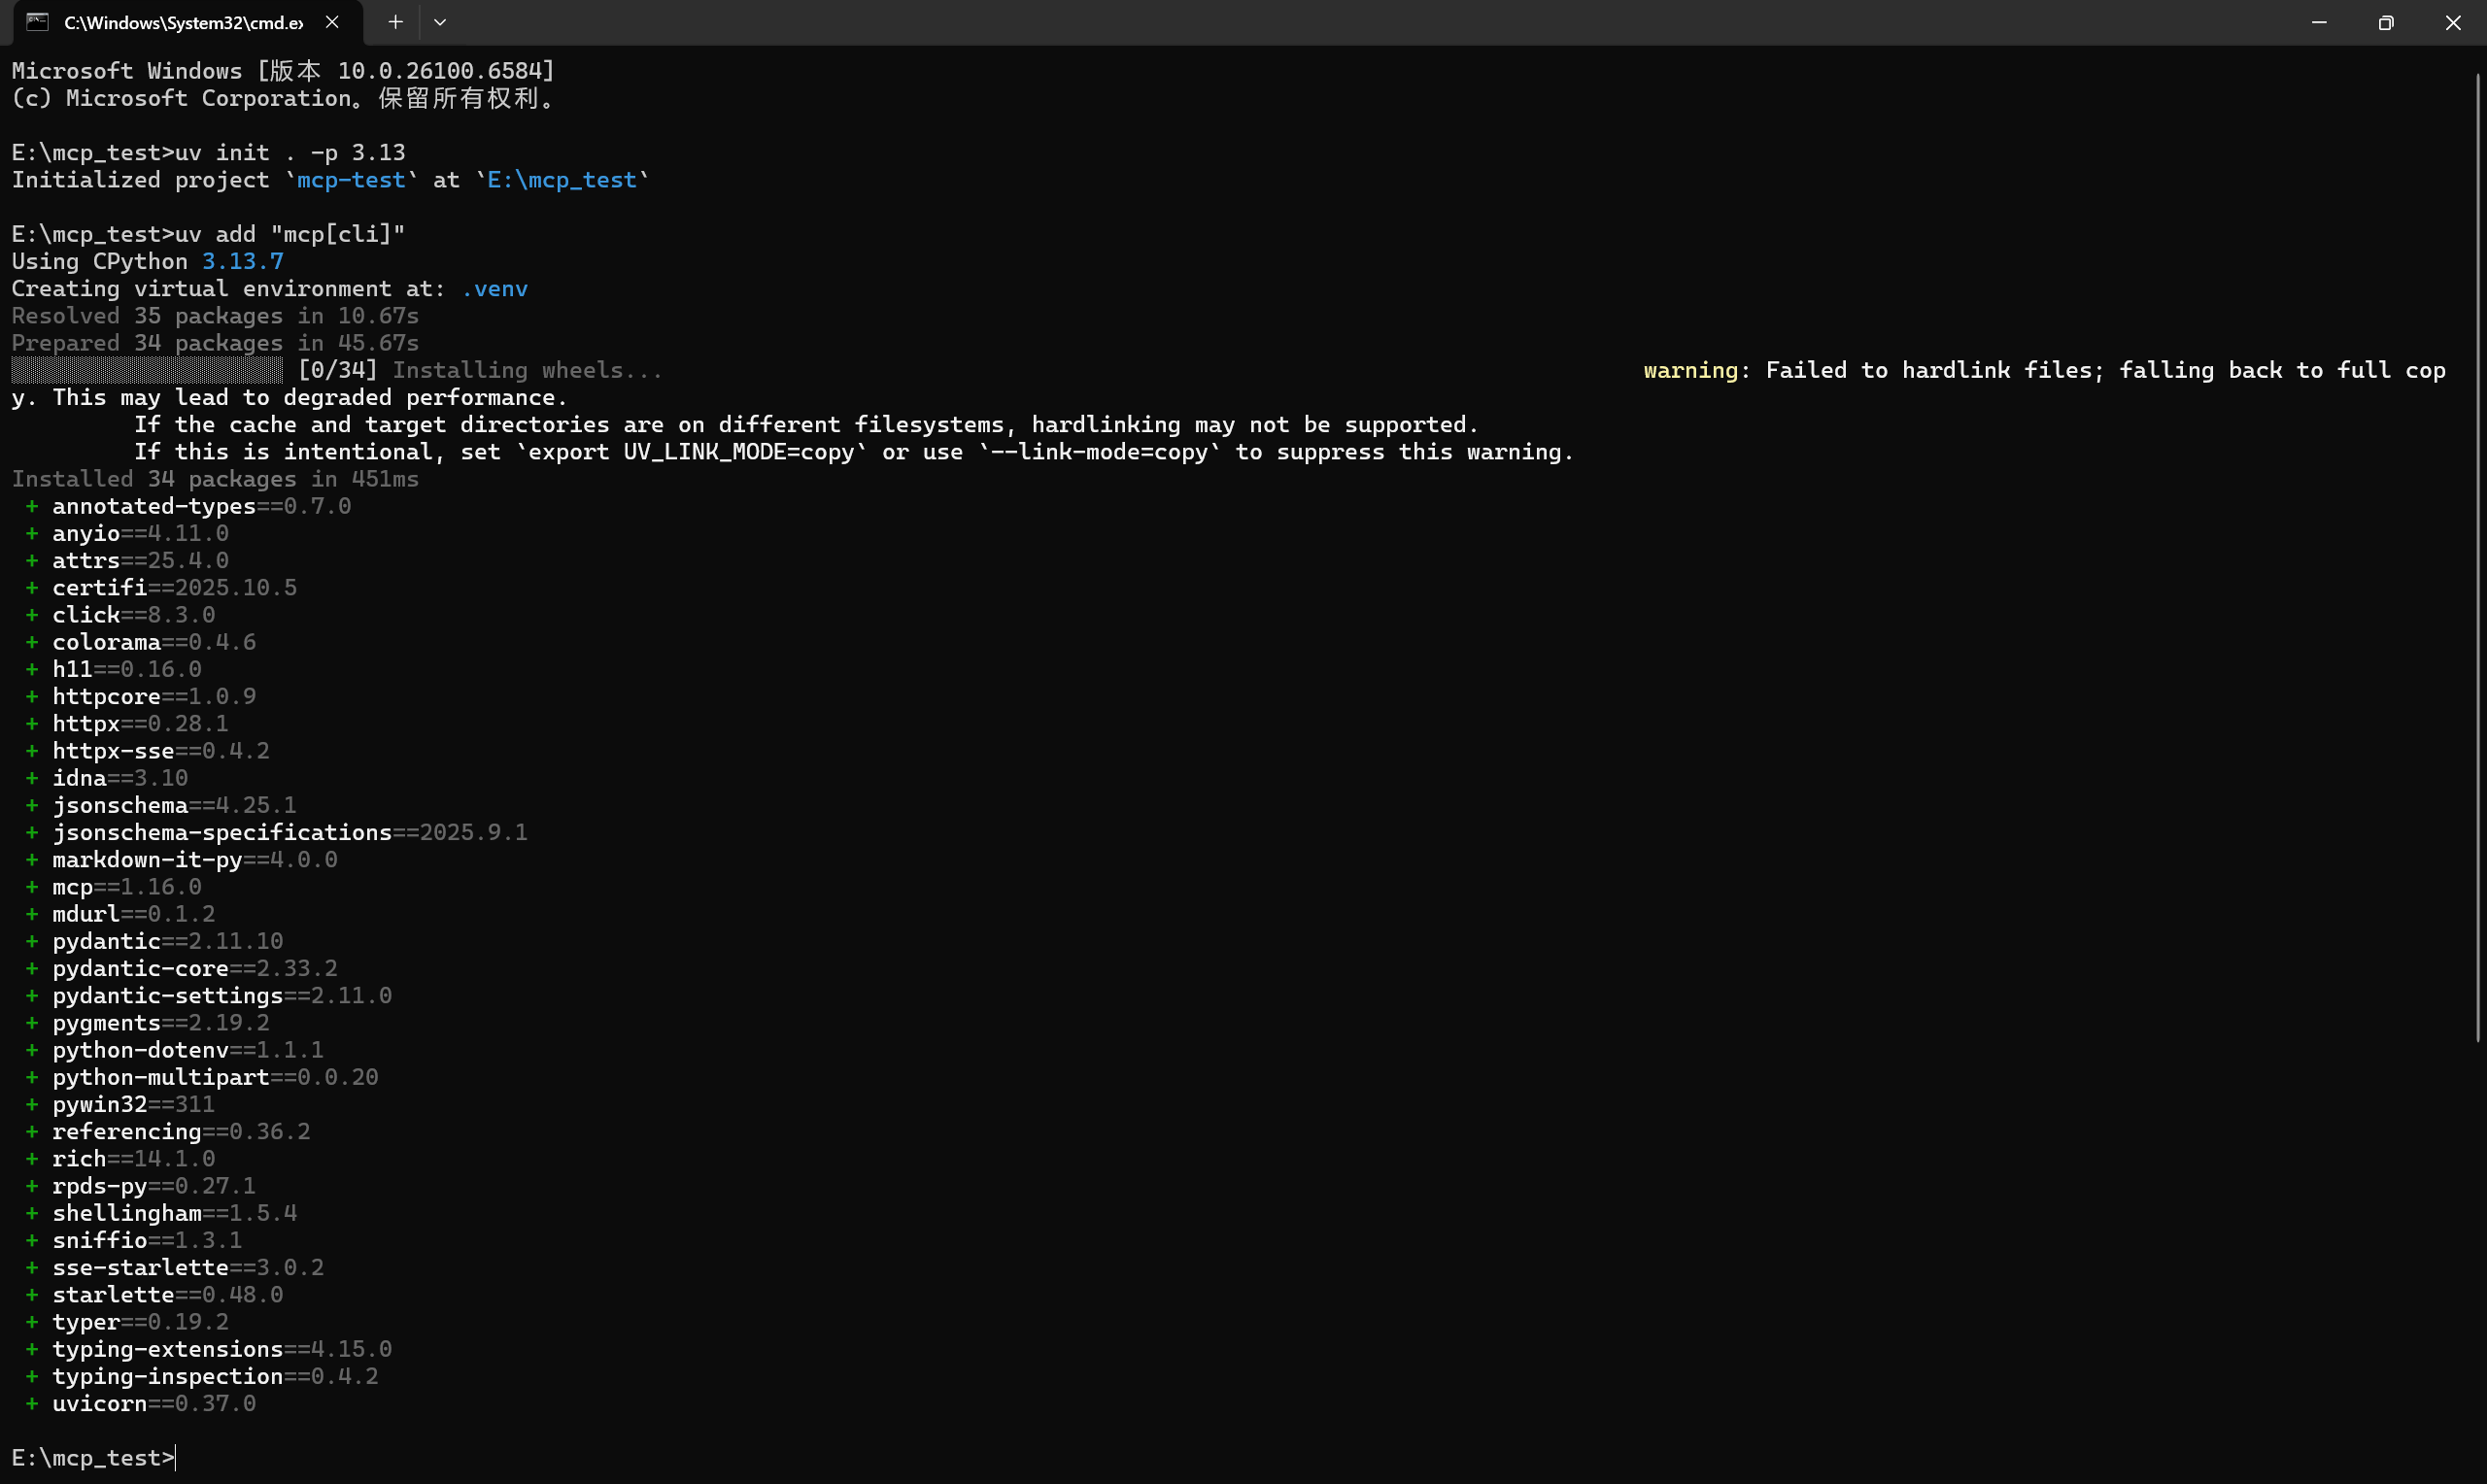 C:\Windows\System32\cmd.ex
Microsoft Windows [版本 10.0.26100.6584]
(c) Microsoft Corporation。保留所有权利。
E:\mcp_test>uv init . -p 3.13
Initialized project `mcp-test` at `E:\mcp_test`
E:\mcp_test>uv add "mcp[cli]"
Using CPython 3.13.7
Creating virtual environment at: .venv
Resolved 35 packages in 10.67s
Prepared 34 packages in 45.67s
░░░░░░░░░░░░░░░░░░░░ [0/34] Installing wheels... warning: Failed to hardlink files; falling back to full cop
y. This may lead to degraded performance.
If the cache and target directories are on different filesystems, hardlinking may not be supported.
If this is intentional, set `export UV_LINK_MODE=copy` or use `--link-mode=copy` to suppress this warning.
Installed 34 packages in 451ms
+ annotated-types==0.7.0
+ anyio==4.11.0
+ attrs==25.4.0
+ certifi==2025.10.5
+ click==8.3.0
+ colorama==0.4.6
+ h11==0.16.0
+ httpcore==1.0.9
+ httpx==0.28.1
+ httpx-sse==0.4.2
+ idna==3.10
+ jsonschema==4.25.1
+ jsonschema-specifications==2025.9.1
+ markdown-it-py==4.0.0
+ mcp==1.16.0
+ mdurl==0.1.2
+ pydantic==2.11.10
+ pydantic-core==2.33.2
+ pydantic-settings==2.11.0
+ pygments==2.19.2
+ python-dotenv==1.1.1
+ python-multipart==0.0.20
+ pywin32==311
+ referencing==0.36.2
+ rich==14.1.0
+ rpds-py==0.27.1
+ shellingham==1.5.4
+ sniffio==1.3.1
+ sse-starlette==3.0.2
+ starlette==0.48.0
+ typer==0.19.2
+ typing-extensions==4.15.0
+ typing-inspection==0.4.2
+ uvicorn==0.37.0
E:\mcp_test>